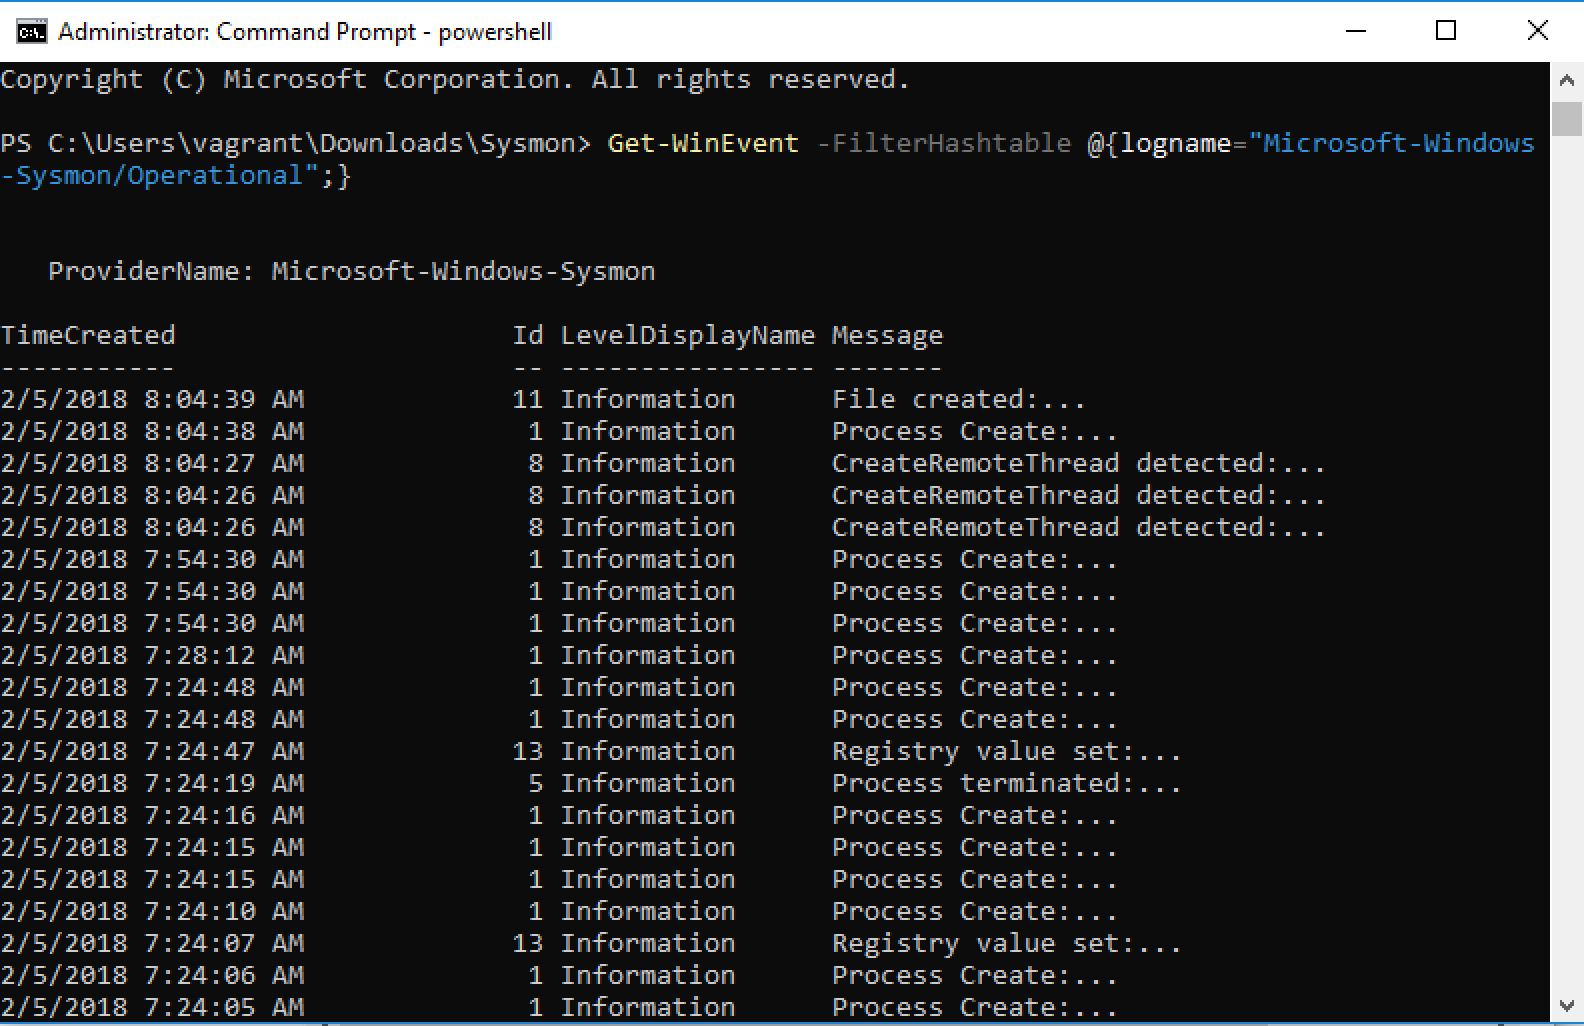 Administrator: Command Prompt - powershell
Copyright (C) Microsoft Corporation. All rights reserved.
PS C:\Users\vagrant\Downloads\Sysmon> Get-WinEvent -FilterHashtable @{logname="Microsoft-Windows
-Sysmon/Operational";}
ProviderName: Microsoft-Windows-Sysmon
TimeCreated                     Id LevelDisplayName Message
-----------                     -- ---------------- -------
2/5/2018 8:04:39 AM             11 Information      File created:...
2/5/2018 8:04:38 AM              1 Information      Process Create:...
2/5/2018 8:04:27 AM              8 Information      CreateRemoteThread detected:...
2/5/2018 8:04:26 AM              8 Information      CreateRemoteThread detected:...
2/5/2018 8:04:26 AM              8 Information      CreateRemoteThread detected:...
2/5/2018 7:54:30 AM              1 Information      Process Create:...
2/5/2018 7:54:30 AM              1 Information      Process Create:...
2/5/2018 7:54:30 AM              1 Information      Process Create:...
2/5/2018 7:28:12 AM              1 Information      Process Create:...
2/5/2018 7:24:48 AM              1 Information      Process Create:...
2/5/2018 7:24:48 AM              1 Information      Process Create:...
2/5/2018 7:24:47 AM             13 Information      Registry value set:...
2/5/2018 7:24:19 AM              5 Information      Process terminated:...
2/5/2018 7:24:16 AM              1 Information      Process Create:...
2/5/2018 7:24:15 AM              1 Information      Process Create:...
2/5/2018 7:24:15 AM              1 Information      Process Create:...
2/5/2018 7:24:10 AM              1 Information      Process Create:...
2/5/2018 7:24:07 AM             13 Information      Registry value set:...
2/5/2018 7:24:06 AM              1 Information      Process Create:...
2/5/2018 7:24:05 AM              1 Information      Process Create:...